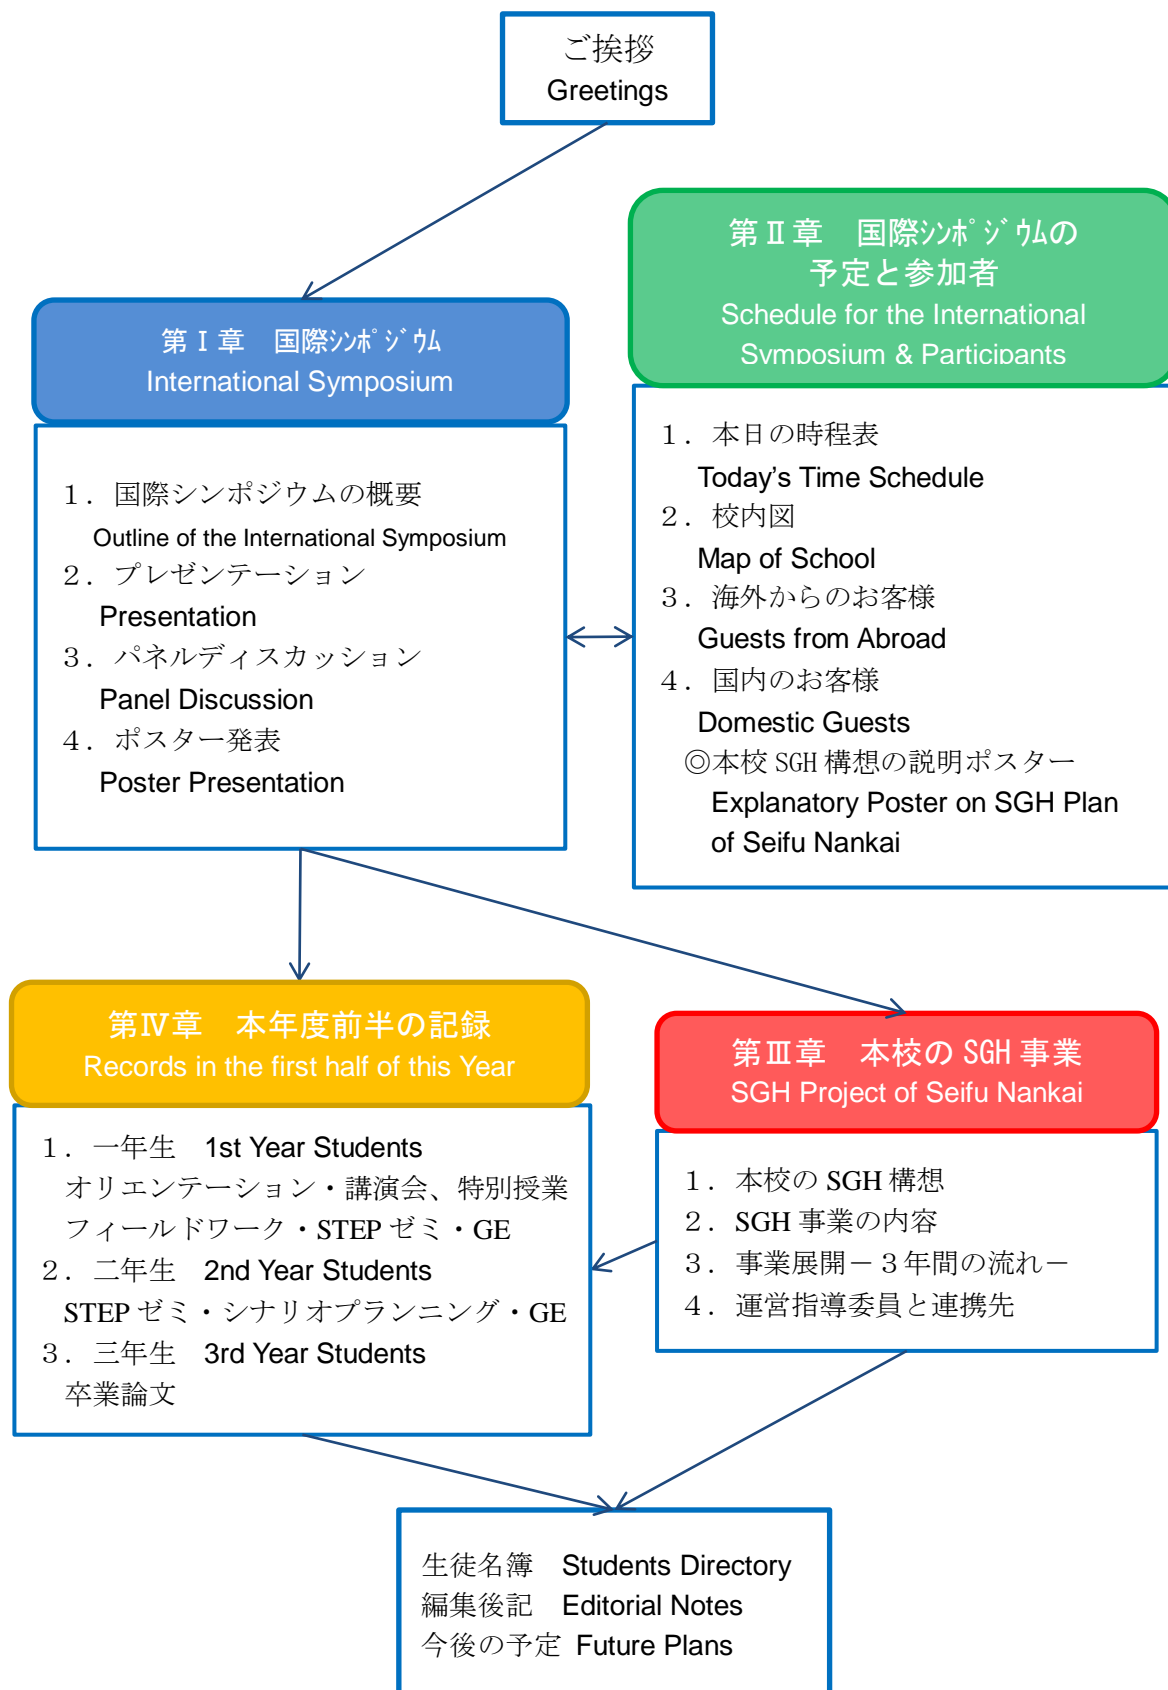 ご挨拶
Greetings
第Ⅱ章　国際ｼﾝﾎﾟｼﾞｳﾑの
予定と参加者
Schedule for the International
Symposium & Participants
第Ⅰ章　国際ｼﾝﾎﾟｼﾞｳﾑ
International Symposium
１．国際シンポジウムの概要
Outline of the International Symposium
２．プレゼンテーション
Presentation
３．パネルディスカッション
Panel Discussion
４．ポスター発表
Poster Presentation
１．本日の時程表
Today's Time Schedule
２．校内図
Map of School
３．海外からのお客様
Guests from Abroad
４．国内のお客様
Domestic Guests
◎本校 SGH 構想の説明ポスター
Explanatory Poster on SGH Plan
of Seifu Nankai
第Ⅳ章　本年度前半の記録
Records in the first half of this Year
１．一年生　1st Year Students
オリエンテーション・講演会、特別授業
フィールドワーク・STEP ゼミ・GE
２．二年生　2nd Year Students
STEP ゼミ・シナリオプランニング・GE
３．三年生　3rd Year Students
卒業論文
第Ⅲ章　本校の SGH 事業
SGH Project of Seifu Nankai
１．本校の SGH 構想
２．SGH 事業の内容
３．事業展開－３年間の流れ－
４．運営指導委員と連携先
生徒名簿　Students Directory
編集後記　Editorial Notes
今後の予定 Future Plans